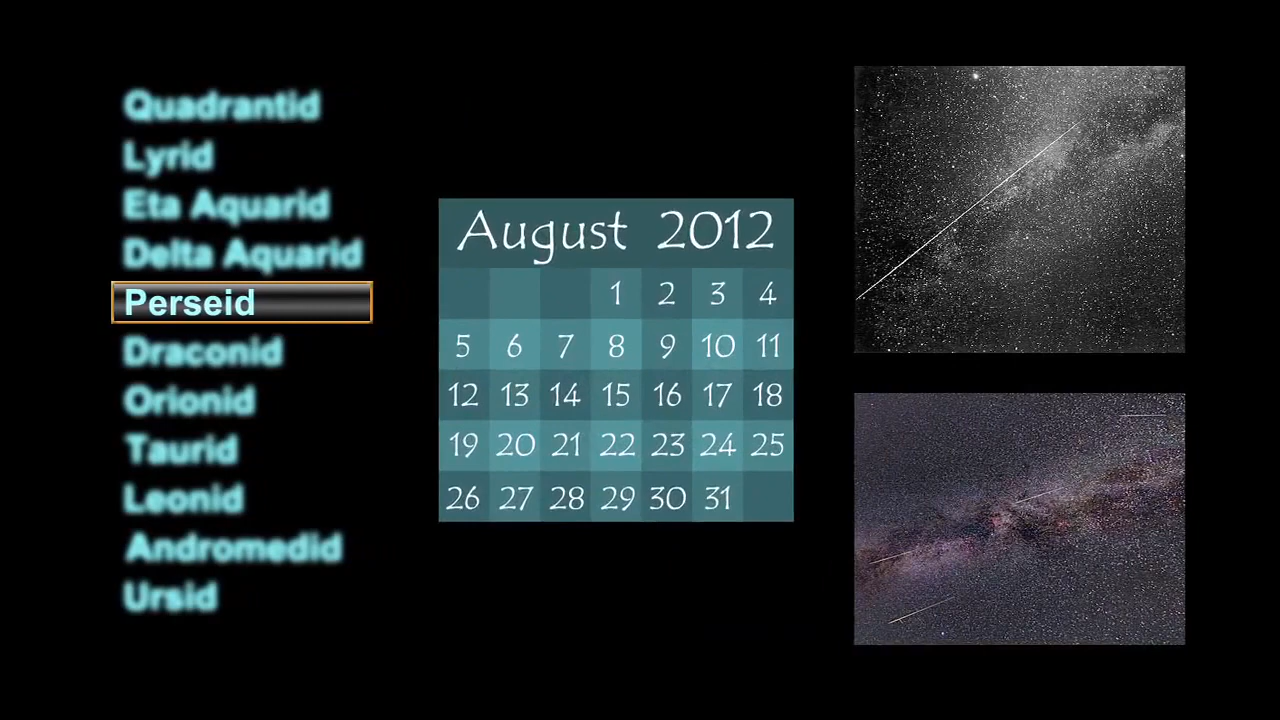 Quadrantid
Lyrid
Eta Aquarid
Delta Aquarid
Perseid
Draconid
Orionid
Taurid
Leonid
Andromedid
Ursid
August 2012
1 2 3 4
5 6 7 8 9 10 11
12 13 14 15 16 17 18
19 20 21 22 23 24 25
26 27 28 29 30 31